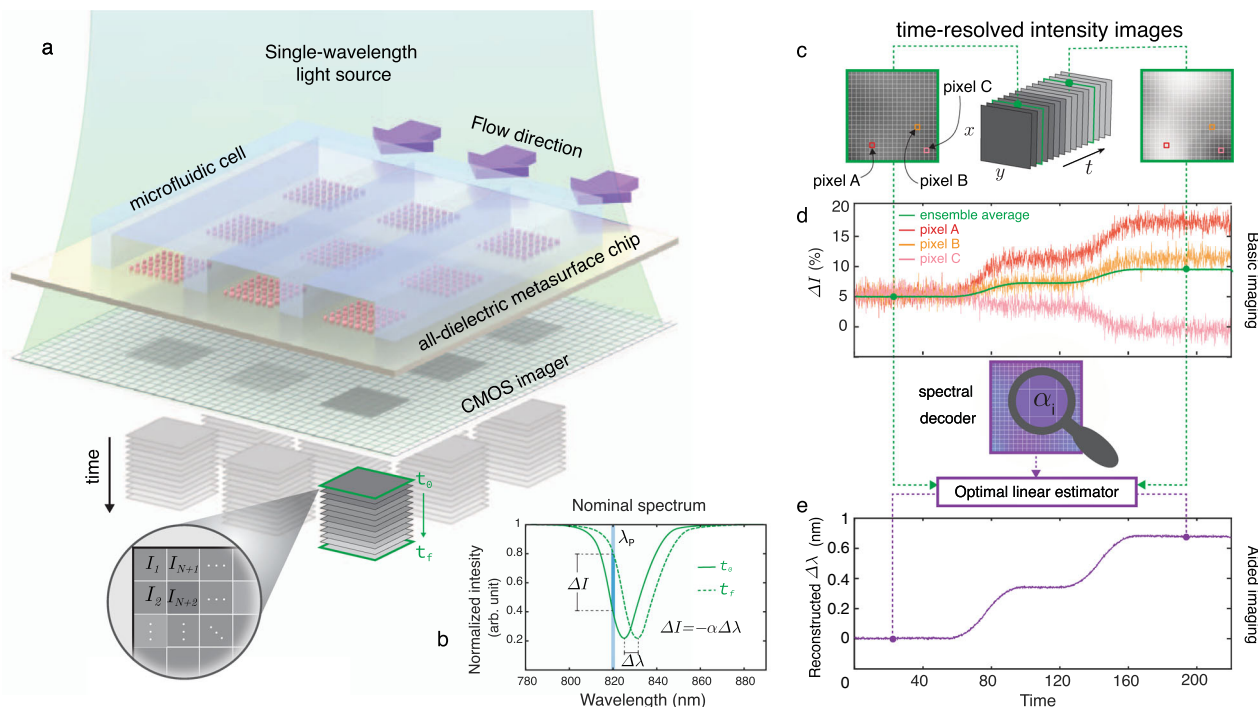 a
Single-wavelength
light source
Flow direction
microfluidic cell
all-dielectric metasurface chip
CMOS imager
time
t₀
t_f
I₁ I_{N+1} ...
I₂ I_{N+2} ...
⋮ ⋮ ⋱
b
Nominal spectrum
Normalized intesity
(arb. unit)
1
0.8
0.6
0.4
0.2
λ_P
ΔI
t₀
t_f
ΔI=−αΔλ
Δλ
780 800 820 840 860 880
Wavelength (nm)
c
time-resolved intensity images
pixel C
pixel A
pixel B
x
y
t
d
ΔI (%)
20
15
10
5
0
ensemble average
pixel A
pixel B
pixel C
Basic imaging
spectral
decoder
α_i
Optimal linear estimator
e
Reconstructed Δλ (nm)
1
0.8
0.6
0.4
0.2
0
0 40 80 120 160 200
Time
Aded imaging